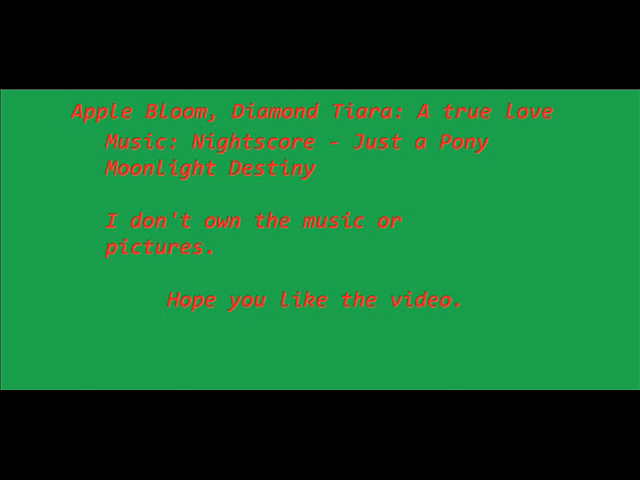 Apple Bloom, Diamond Tiara: A true love
Music: Nightscore - Just a Pony
Moonlight Destiny
I don't own the music or
pictures.
Hope you like the video.